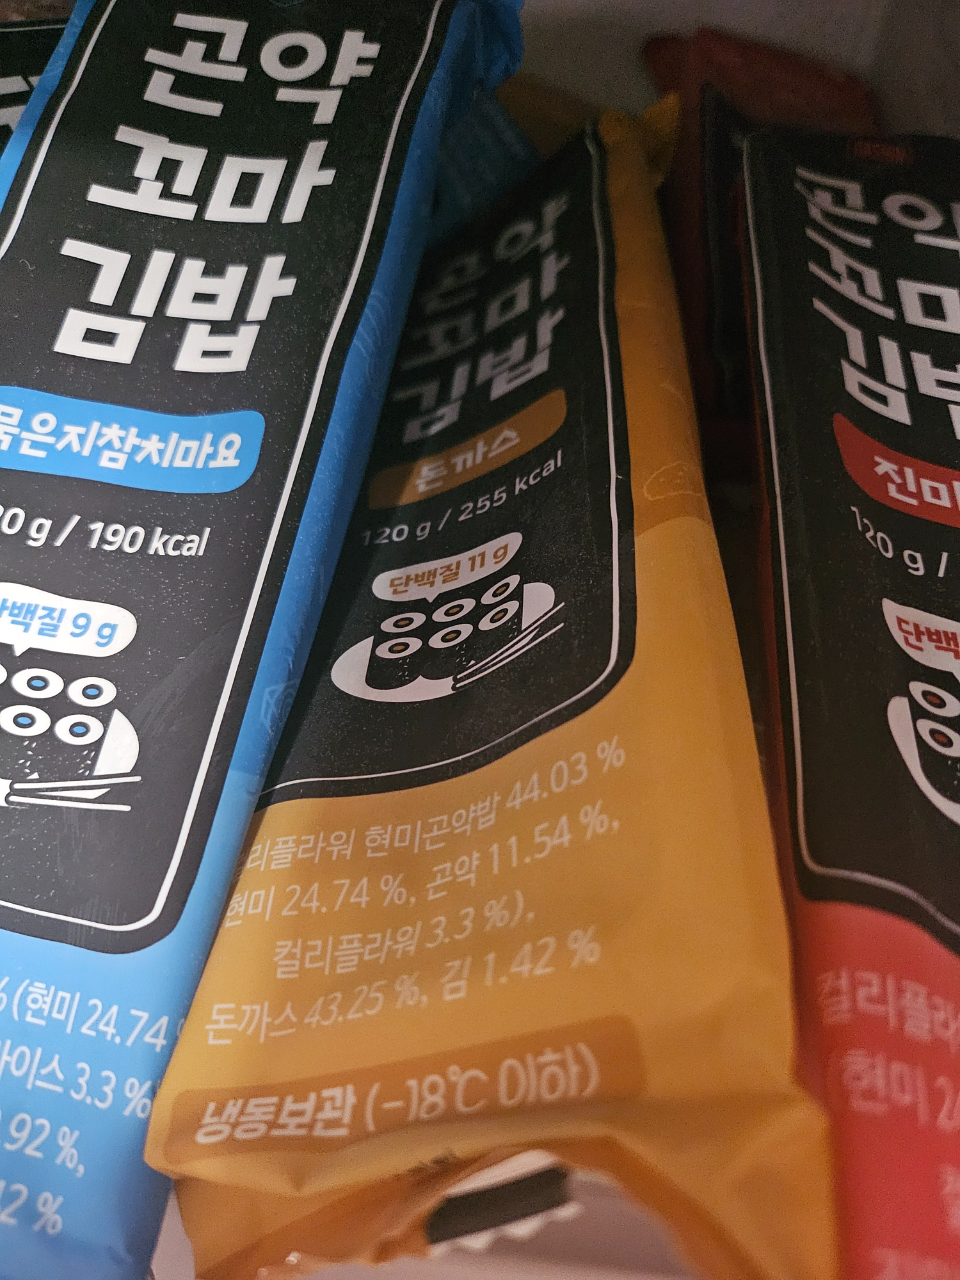 곤약
꼬마
김밥
묵은지참치마요
20 g / 190 kcal
단백질 9 g
% (현미 24.74
라이스 3.3 %
.92 %,
42 %
곤약
꼬마
김밥
돈까스
120 g / 255 kcal
단백질 11 g
리플라워 현미곤약밥 44.03 %
현미 24.74 %, 곤약 11.54 %,
컬리플라워 3.3 %),
돈까스 43.25 %, 김 1.42 %
냉동보관 (-18℃ 이하)
곤약
꼬마
김밥
진미
120 g /
단백
컬리플라
(현미 24